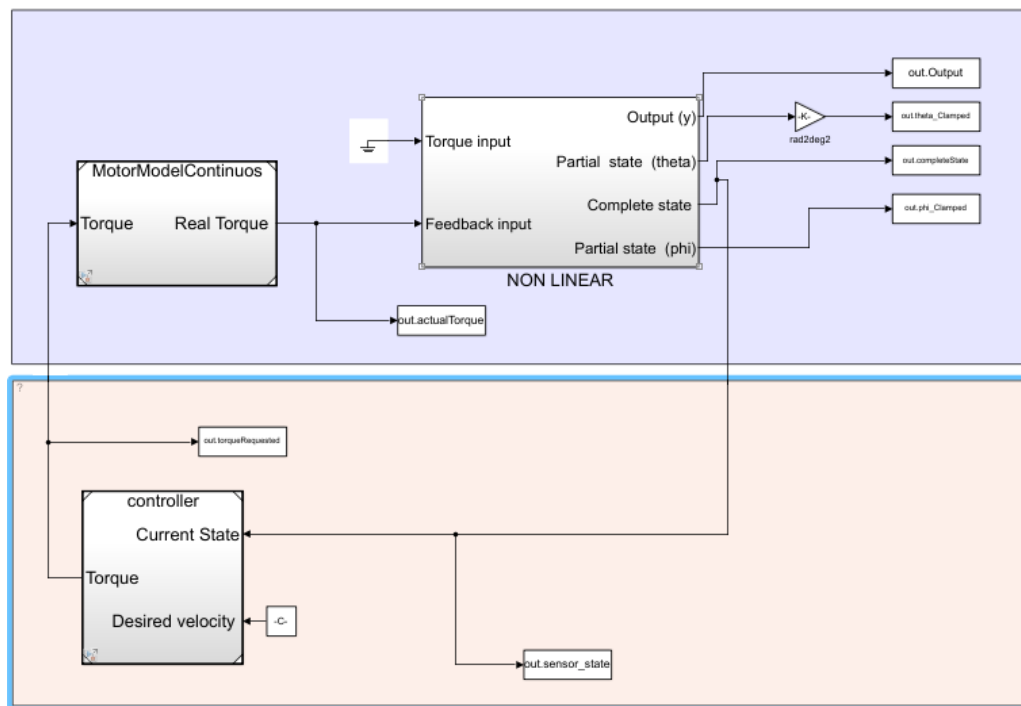 out.Output
Output (y)
out.theta_Clamped
-K-
rad2deg2
Torque input
Partial state (theta)
out.completeState
MotorModelContinuos
Complete state
out.phi_Clamped
Torque
Real Torque
Feedback input
Partial state (phi)
NON LINEAR
out.actualTorque
?
out.torqueRequested
controller
Current State
Torque
Desired velocity
-C-
out.sensor_state